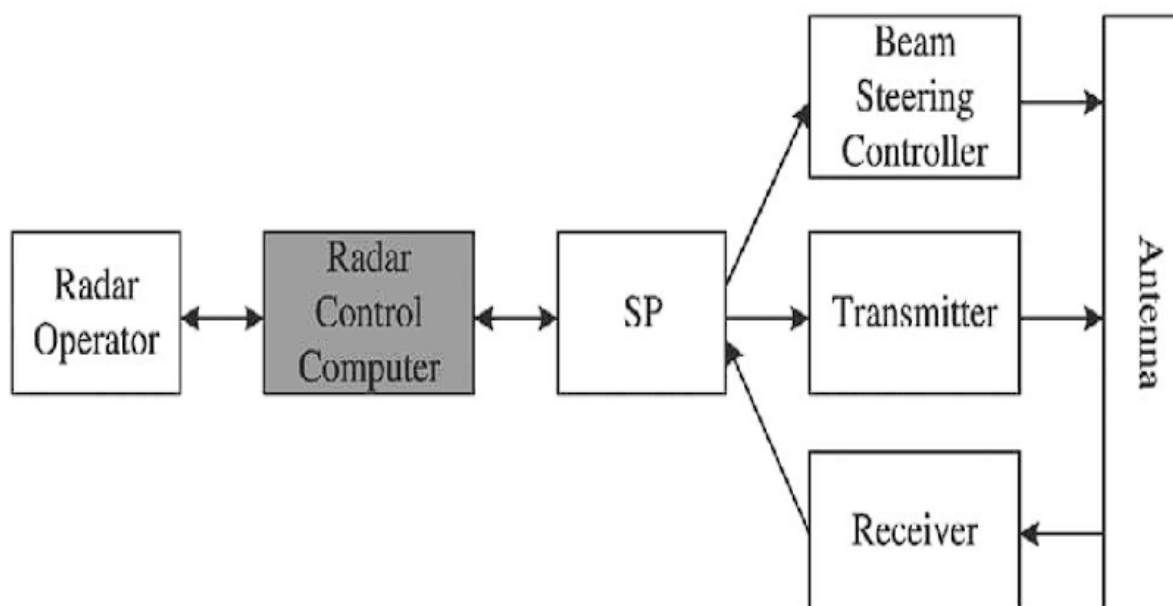 Radar
Operator
Radar
Control
Computer
SP
Beam
Steering
Controller
Transmitter
Receiver
Antenna